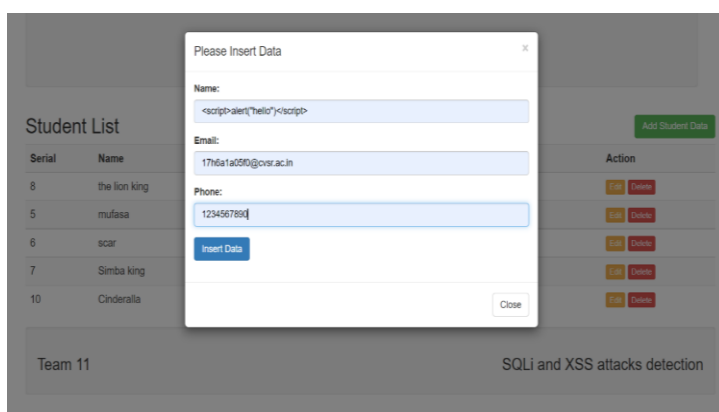 Please Insert Data x
Name:
<script>alert("hello")</script>
Email:
17h6a1a05f0@cvsr.ac.in
Phone:
1234567890
Insert Data
Close
Student List
Add Student Data
Serial Name Action
8 the lion king Edit Delete
5 mufasa Edit Delete
6 scar Edit Delete
7 Simba king Edit Delete
10 Cinderalla Edit Delete
Team 11 SQLi and XSS attacks detection